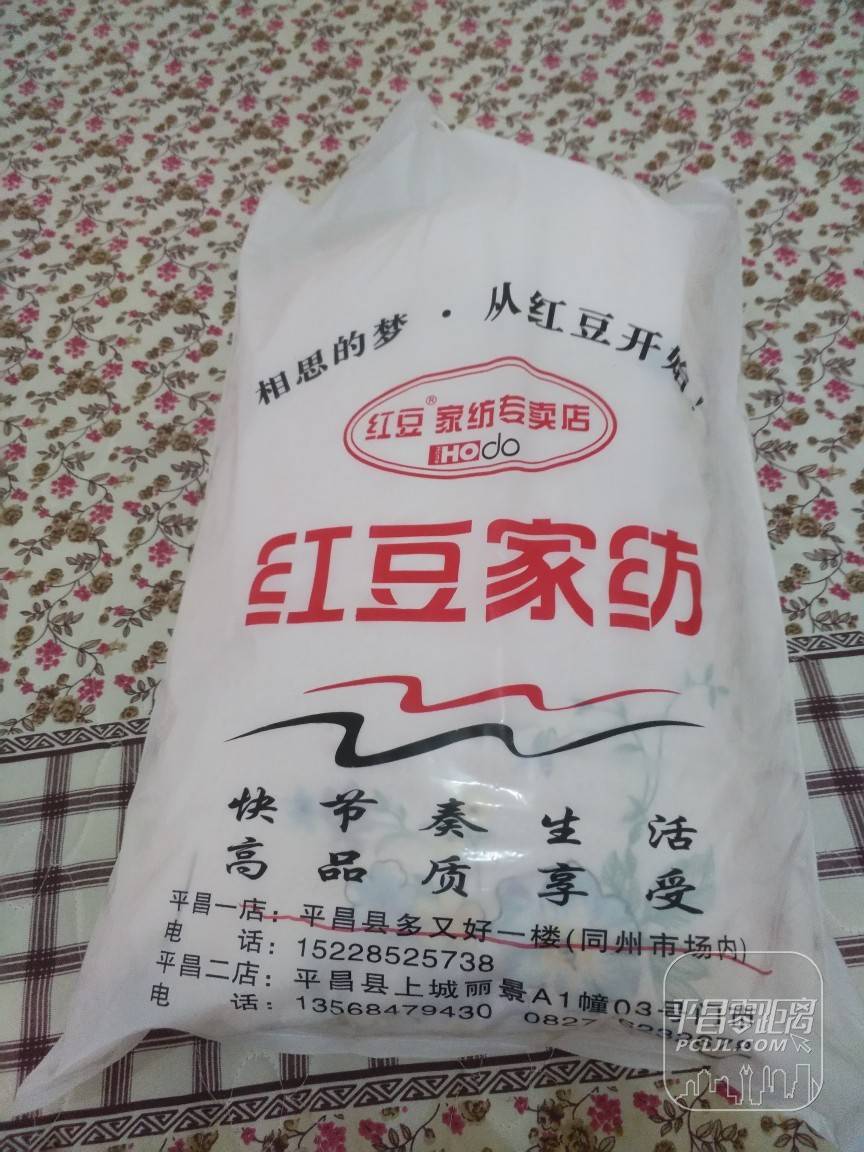 相思的梦·从红豆开始!
红豆®家纺专卖店
HOdo
红豆家纺
快节奏生活
高品质享受
平昌一店:平昌县多又好一楼(同州市场内)
电 话:15228525738
平昌二店:平昌县上城丽景A1幢03-
电 话:13568479430 0827-
平昌零距离
PCLJL.COM